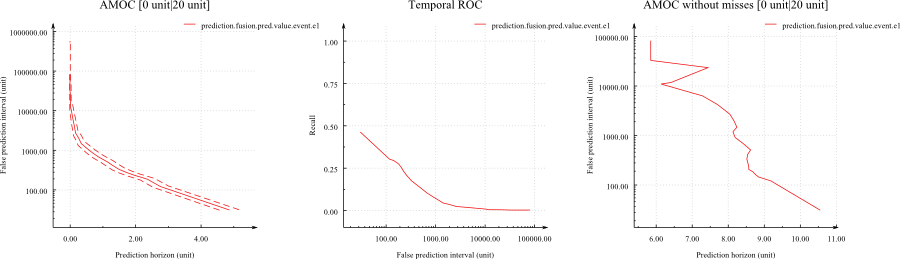 AMOC [0 unit|20 unit]
prediction.fusion.pred.value.event.e1
1000000.00
100000.00
10000.00
1000.00
100.00
False prediction interval (unit)
0.00
2.00
4.00
Prediction horizon (unit)
Temporal ROC
prediction.fusion.pred.value.event.e1
1.00
0.75
0.50
0.25
0.00
Recall
100.00
1000.00
10000.00
100000.00
False prediction interval (unit)
AMOC without misses [0 unit|20 unit]
prediction.fusion.pred.value.event.e1
100000.00
10000.00
1000.00
100.00
False prediction interval (unit)
6.00
7.00
8.00
9.00
10.00
11.00
Prediction horizon (unit)